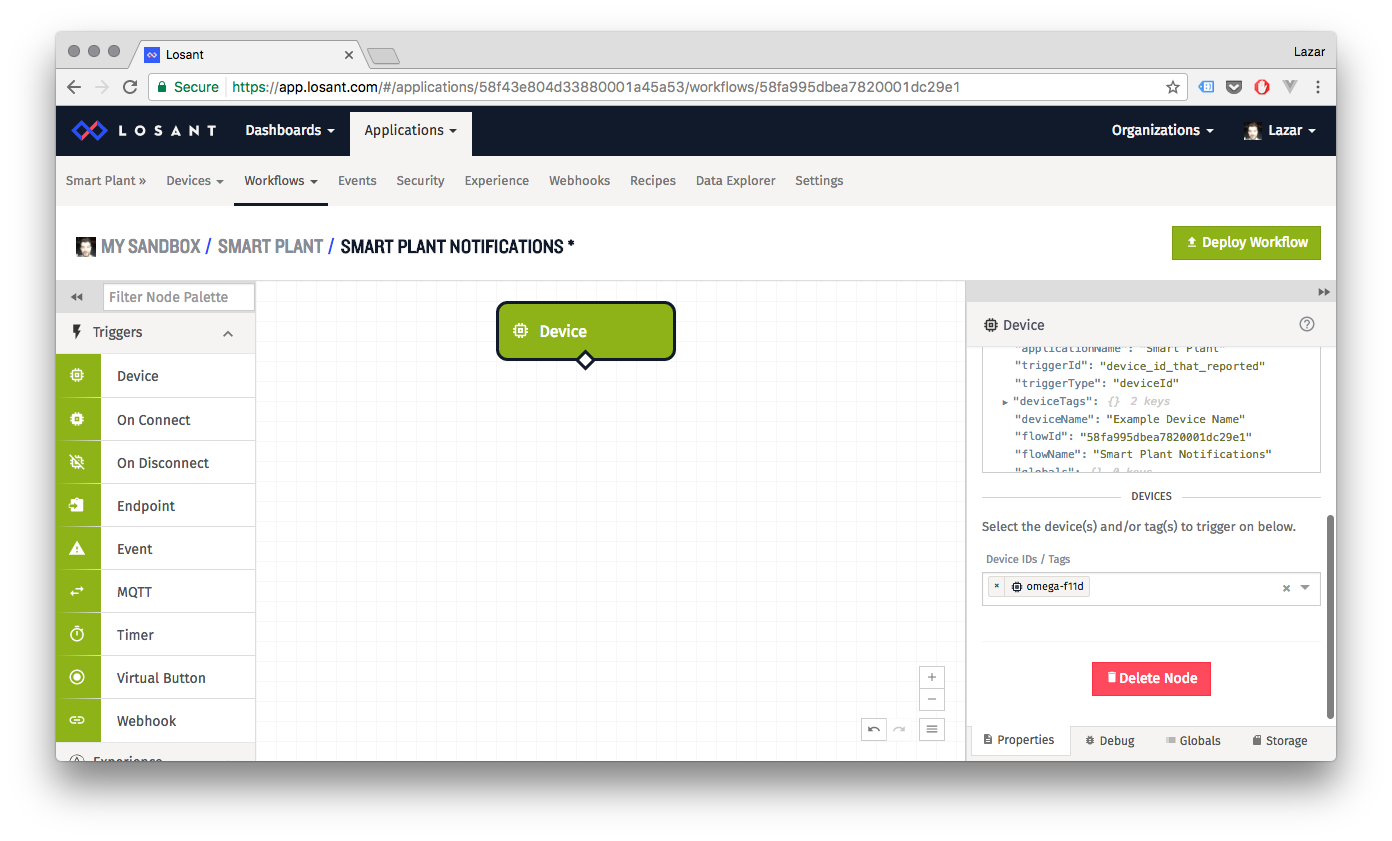 Losant
Lazar
Secure
https://app.losant.com/#/applications/58f43e804d33880001a45a53/workflows/58fa995dbea7820001dc29e1
LOSANT
Dashboards
Applications
Organizations
Lazar
Smart Plant »
Devices
Workflows
Events
Security
Experience
Webhooks
Recipes
Data Explorer
Settings
MY SANDBOX / SMART PLANT / SMART PLANT NOTIFICATIONS *
Deploy Workflow
Filter Node Palette
Triggers
Device
On Connect
On Disconnect
Endpoint
Event
MQTT
Timer
Virtual Button
Webhook
Experience
Device
Device
"applicationName": "Smart Plant"
"triggerId": "device_id_that_reported"
"triggerType": "deviceId"
"deviceTags": {} 2 keys
"deviceName": "Example Device Name"
"flowId": "58fa995dbea7820001dc29e1"
"flowName": "Smart Plant Notifications"
"globals": {} 0 keys
DEVICES
Select the device(s) and/or tag(s) to trigger on below.
Device IDs / Tags
× omega-f11d
Delete Node
Properties
Debug
Globals
Storage